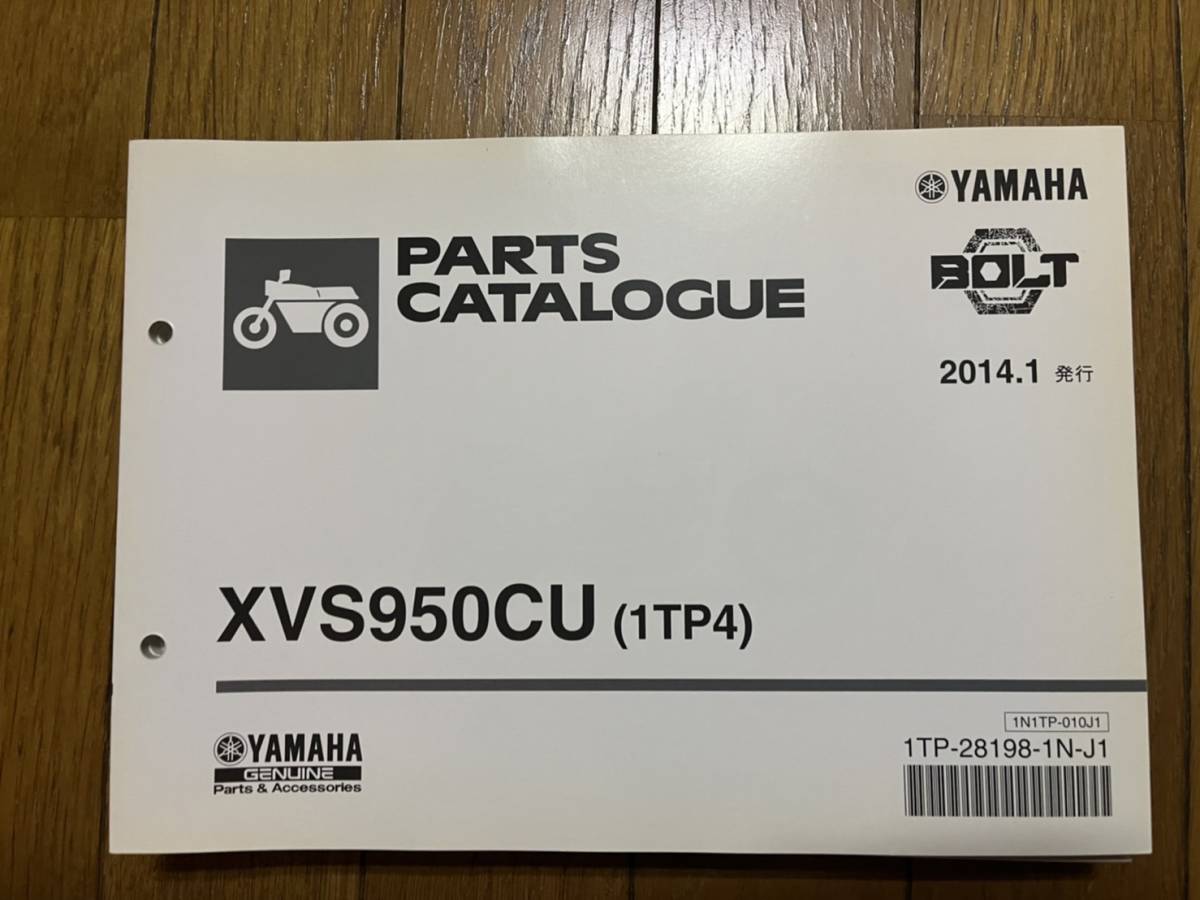 YAMAHA
PARTS
CATALOGUE
BOLT
2014.1 発行
XVS950CU (1TP4)
1N1TP-010J1
1TP-28198-1N-J1
YAMAHA
GENUINE
Parts & Accessories